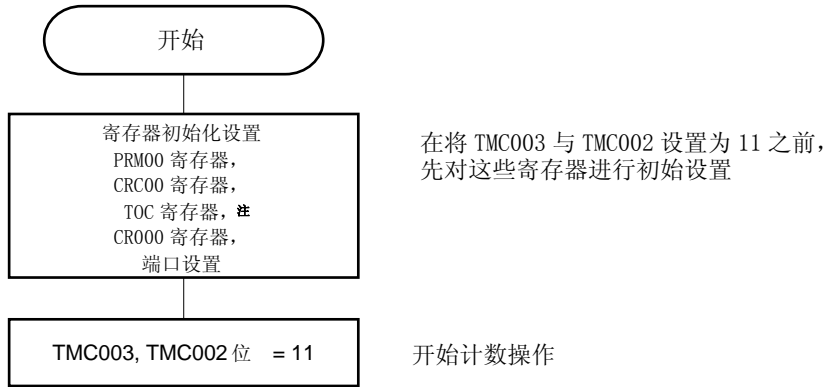 开始
寄存器初始化设置
PRM00 寄存器，
CRC00 寄存器，
TOC 寄存器，注
CR000 寄存器，
端口设置
在将 TMC003 与 TMC002 设置为 11 之前，
先对这些寄存器进行初始设置
TMC003, TMC002 位 = 11
开始计数操作